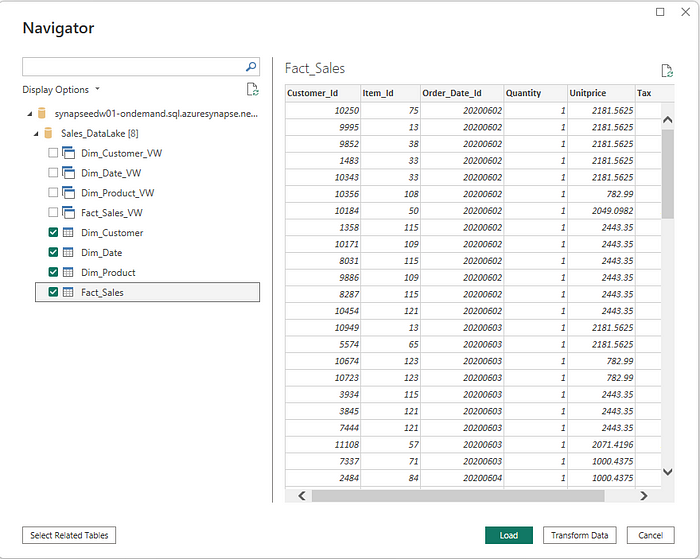 Navigator
Display Options
synapseedw01-ondemand.sql.azuresynapse.ne...
Sales_DataLake [8]
Dim_Customer_VW
Dim_Date_VW
Dim_Product_VW
Fact_Sales_VW
Dim_Customer
Dim_Date
Dim_Product
Fact_Sales
Fact_Sales
Customer_Id Item_Id Order_Date_Id Quantity Unitprice Tax
10250 75 20200602 1 2181.5625
9995 13 20200602 1 2181.5625
9852 38 20200602 1 2181.5625
1483 33 20200602 1 2181.5625
10343 33 20200602 1 2181.5625
10356 108 20200602 1 782.99
10184 50 20200602 1 2049.0982
1358 115 20200602 1 2443.35
10171 109 20200602 1 2443.35
8031 115 20200602 1 2443.35
9886 109 20200602 1 2443.35
8287 115 20200602 1 2443.35
10454 121 20200602 1 2443.35
10949 13 20200603 1 2181.5625
5574 65 20200603 1 2181.5625
10674 123 20200603 1 782.99
10723 123 20200603 1 782.99
3934 115 20200603 1 2443.35
3845 121 20200603 1 2443.35
7444 121 20200603 1 2443.35
11108 57 20200603 1 2071.4196
7337 71 20200603 1 1000.4375
2484 84 20200604 1 1000.4375
Select Related Tables
Load
Transform Data
Cancel